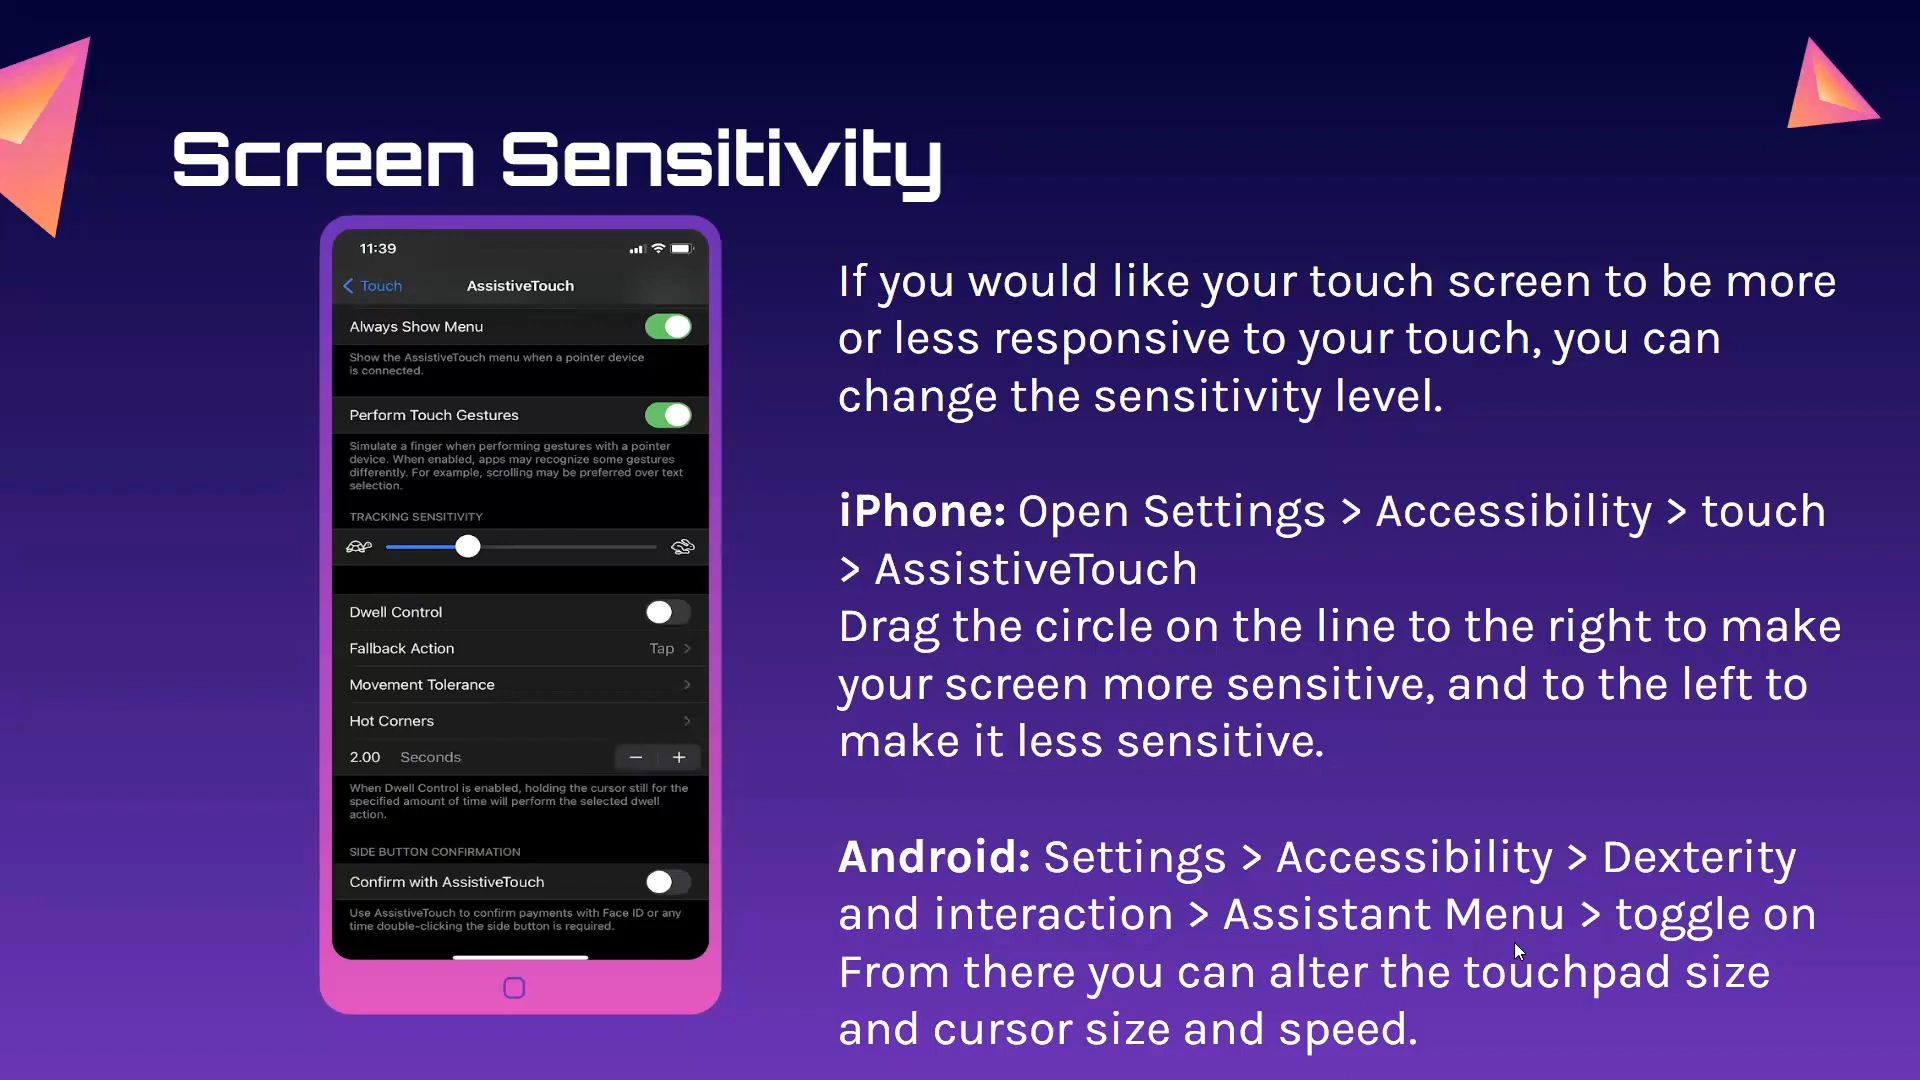 Screen Sensitivity
11:39
Touch
AssistiveTouch
Always Show Menu
Show the AssistiveTouch menu when a pointer device
is connected.
Perform Touch Gestures
Simulate a finger when performing gestures with a pointer
device. When enabled, apps may recognize some gestures
differently. For example, scrolling may be preferred over text
selection.
TRACKING SENSITIVITY
Dwell Control
Fallback Action Tap >
Movement Tolerance >
Hot Corners >
2.00 Seconds − +
When Dwell Control is enabled, holding the cursor still for the
specified amount of time will perform the selected dwell
action.
SIDE BUTTON CONFIRMATION
Confirm with AssistiveTouch
Use AssistiveTouch to confirm payments with Face ID or any
time double-clicking the side button is required.
If you would like your touch screen to be more
or less responsive to your touch, you can
change the sensitivity level.
iPhone: Open Settings > Accessibility > touch
> AssistiveTouch
Drag the circle on the line to the right to make
your screen more sensitive, and to the left to
make it less sensitive.
Android: Settings > Accessibility > Dexterity
and interaction > Assistant Menu > toggle on
From there you can alter the touchpad size
and cursor size and speed.